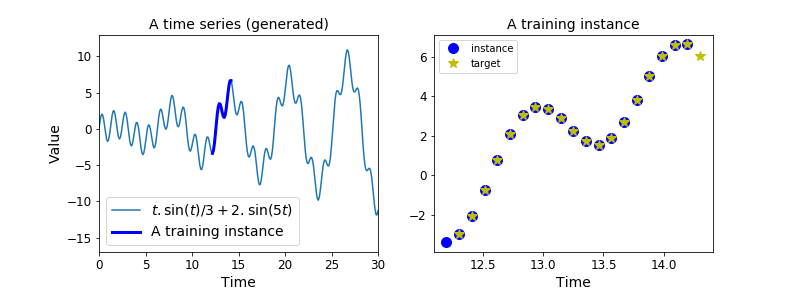 A time series (generated)
Value
10
5
0
−5
−10
−15
0 5 10 15 20 25 30
Time
t.sin(t)/3 + 2.sin(5t)
A training instance
A training instance
6
4
2
0
−2
12.5 13.0 13.5 14.0
Time
instance
target